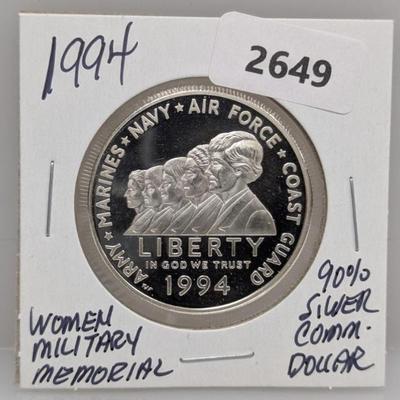 1994
2649
ARMY ★ MARINES ★ NAVY ★ AIR FORCE ★ COAST GUARD
LIBERTY
IN GOD WE TRUST
1994
WOMEN
MILITARY
MEMORIAL
90%
SILVER
COMM.
DOLLAR